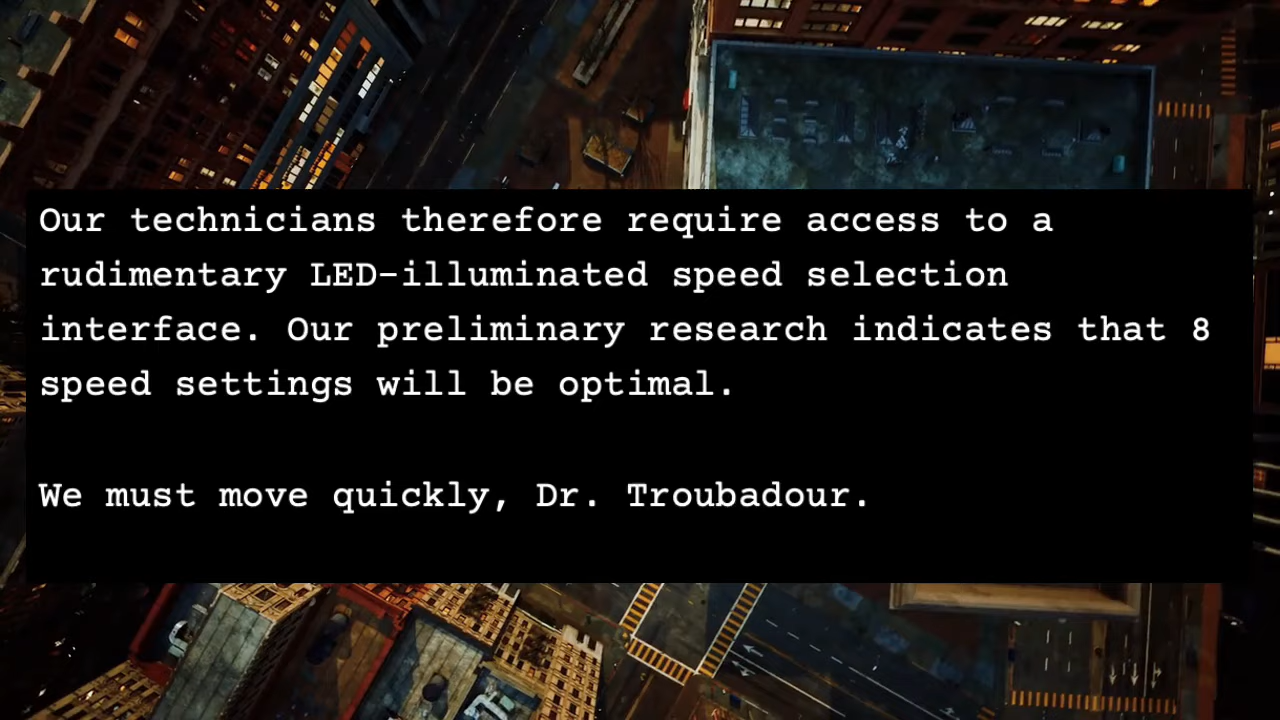 Our technicians therefore require access to a
rudimentary LED-illuminated speed selection
interface. Our preliminary research indicates that 8
speed settings will be optimal.
We must move quickly, Dr. Troubadour.